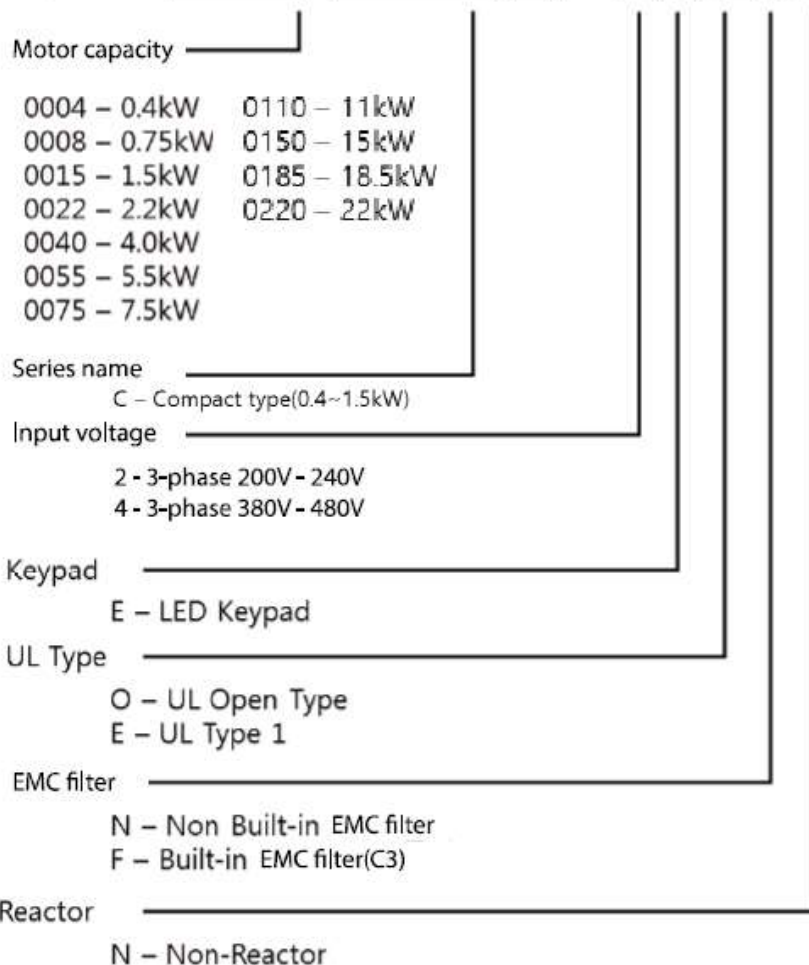 Motor capacity
0004 – 0.4kW 0110 – 11kW
0008 – 0.75kW 0150 – 15kW
0015 – 1.5kW 0185 – 18.5kW
0022 – 2.2kW 0220 – 22kW
0040 – 4.0kW
0055 – 5.5kW
0075 – 7.5kW
Series name
C – Compact type(0.4~1.5kW)
Input voltage
2 - 3-phase 200V - 240V
4 - 3-phase 380V - 480V
Keypad
E – LED Keypad
UL Type
O – UL Open Type
E – UL Type 1
EMC filter
N – Non Built-in EMC filter
F – Built-in EMC filter(C3)
Reactor
N – Non-Reactor